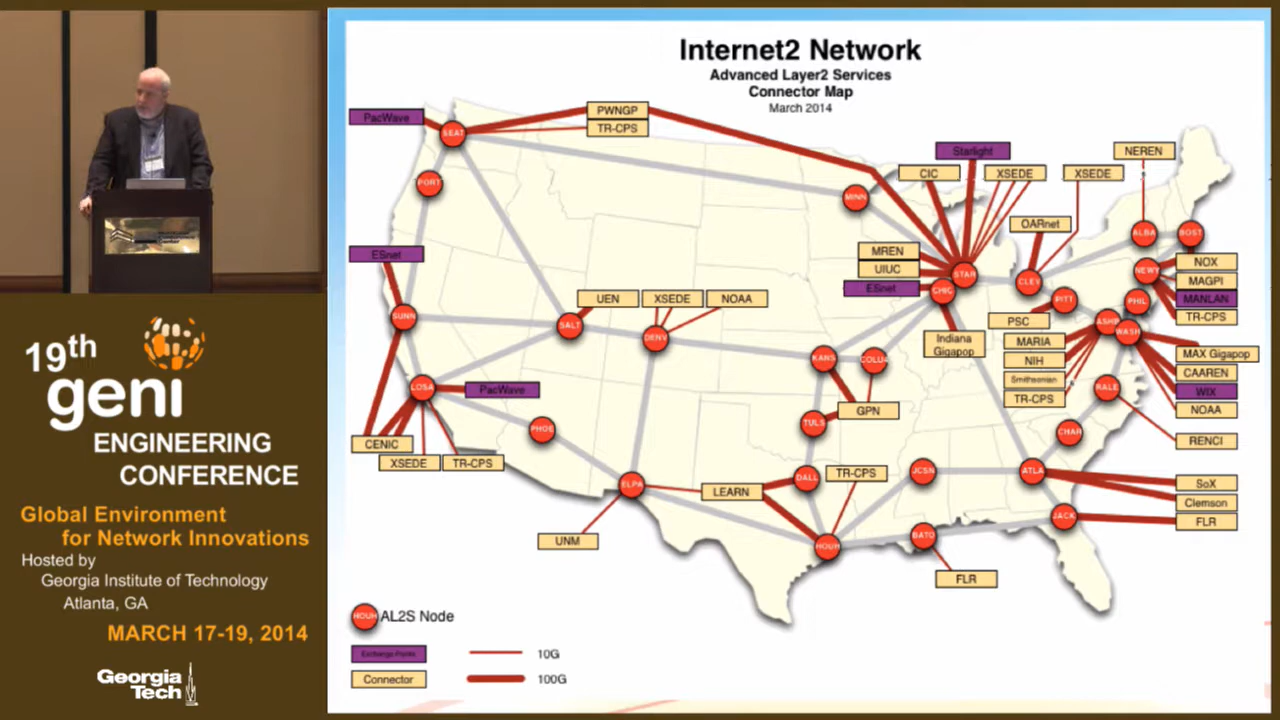 19th
geni
ENGINEERING
CONFERENCE
Global Environment
for Network Innovations
Hosted by
Georgia Institute of Technology
Atlanta, GA
MARCH 17-19, 2014
Georgia
Tech
Internet2 Network
Advanced Layer2 Services
Connector Map
March 2014
PacWave
SEAT
PWNGP
TR-CPS
PORT
MINN
Starlight
CIC
XSEDE
XSEDE
NEREN
OARnet
ALBA
BOST
MREN
UIUC
ESnet
STAR
CHIC
CLEV
NEWY
NOX
MAGPI
MANLAN
TR-CPS
ESnet
SUNN
UEN
XSEDE
NOAA
SALT
DENV
Indiana
Gigapop
PITT
PHIL
PSC
ASHB
WASH
MARIA
NIH
Smithsonian
TR-CPS
MAX Gigapop
CAAREN
WIX
NOAA
KANS
COLU
LOSA
PacWave
GPN
RALE
RENCI
CENIC
XSEDE
TR-CPS
PHOE
TULS
CHAR
ELPA
LEARN
DALL
TR-CPS
JCSN
ATLA
SoX
Clemson
FLR
JACK
UNM
HOUH
BATO
FLR
HOUH
AL2S Node
Exchange Points
10G
Connector
100G